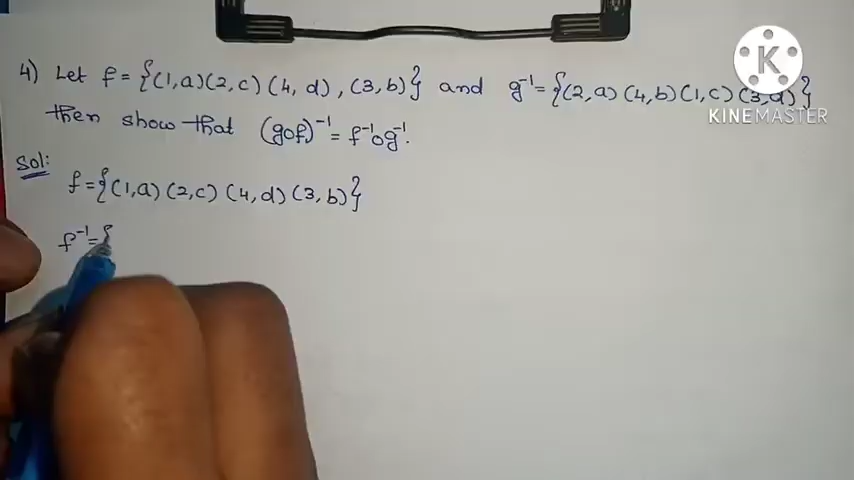 4) Let f = {(1,a)(2,c) (4,d) , (3,b)} and g⁻¹ = {(2,a) (4,b) (1,c) (3,d)}
then show that (gof)⁻¹ = f⁻¹og⁻¹.
Sol:
f = {(1,a) (2,c) (4,d) (3,b)}
f⁻¹ = {
K
KINEMASTER